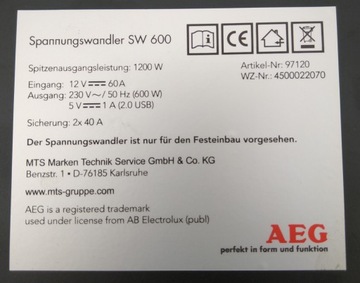 Spannungswandler SW 600
CE
Spitzenausgangsleistung: 1200 W
Artikel-Nr: 97120
WZ-Nr.: 4500022070
Eingang: 12 V⎓60A
Ausgang: 230 V~/ 50 Hz (600 W)
5 V⎓1 A (2.0 USB)
Sicherung: 2x 40 A
Der Spannungswandler ist nur für den Festeinbau vorgesehen.
MTS Marken Technik Service GmbH & Co. KG
Benzstr. 1 • D-76185 Karlsruhe
www.mts-gruppe.com
AEG is a registered trademark
used under license from AB Electrolux (publ)
AEG
perfekt in form und funktion